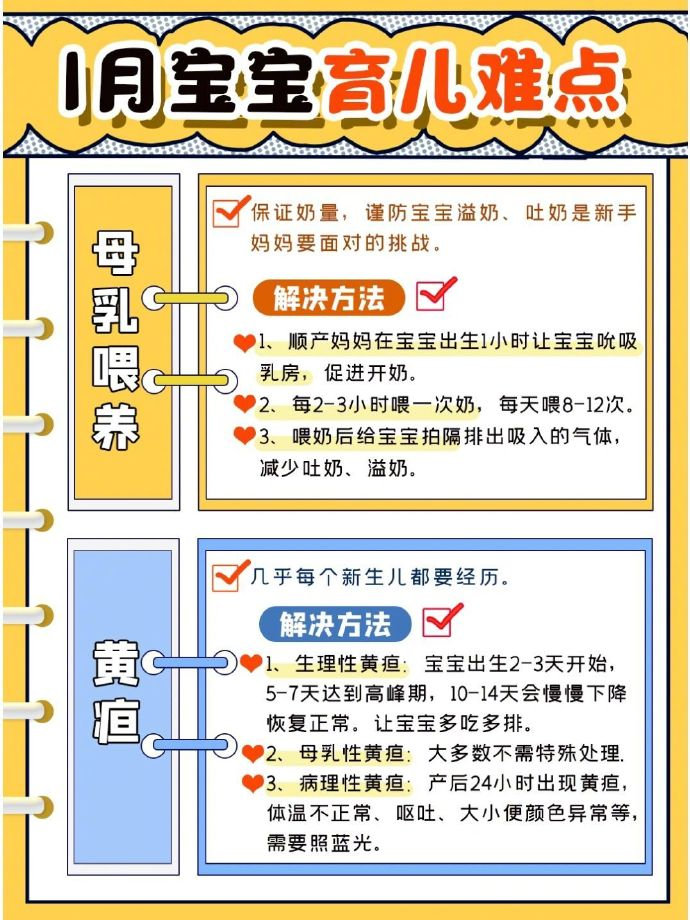 1月宝宝育儿难点
母乳喂养
保证奶量，谨防宝宝溢奶、吐奶是新手
妈妈要面对的挑战。
解决方法
1、顺产妈妈在宝宝出生1小时让宝宝吮吸
乳房，促进开奶。
2、每2-3小时喂一次奶，每天喂8-12次。
3、喂奶后给宝宝拍隔排出吸入的气体，
减少吐奶、溢奶。
黄疸
几乎每个新生儿都要经历。
解决方法
1、生理性黄疸：宝宝出生2-3天开始，
5-7天达到高峰期，10-14天会慢慢下降
恢复正常。让宝宝多吃多排。
2、母乳性黄疸：大多数不需特殊处理.
3、病理性黄疸：产后24小时出现黄疸，
体温不正常、呕吐、大小便颜色异常等，
需要照蓝光。